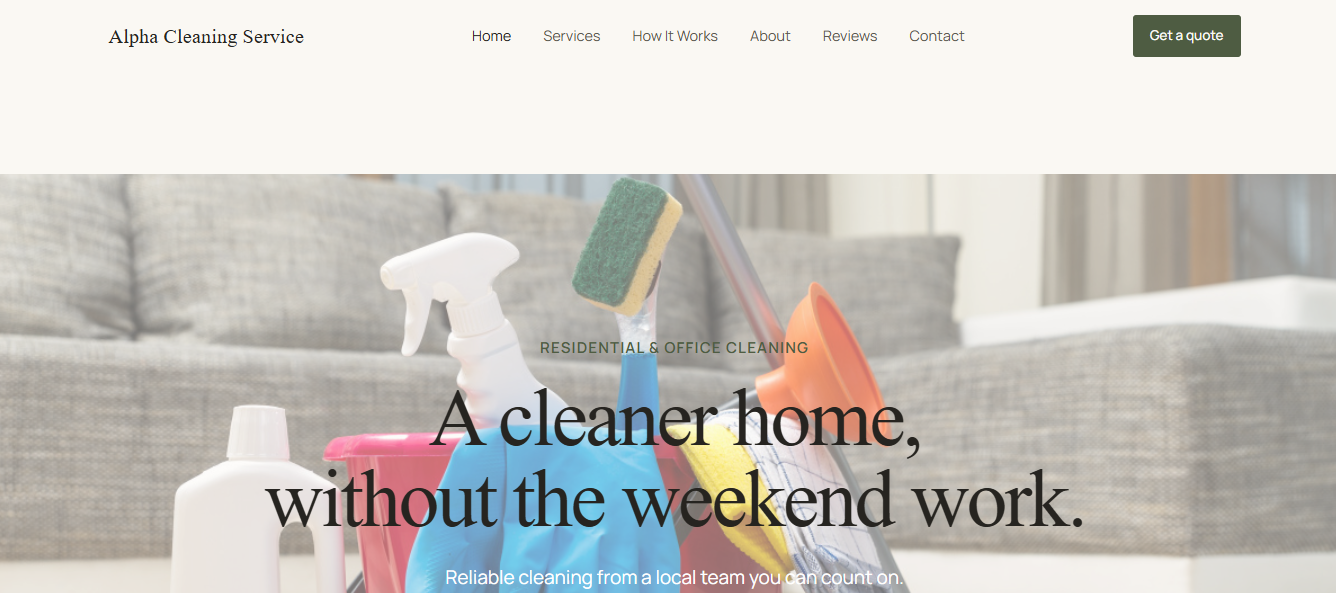 Alpha Cleaning Service
Home
Services
How It Works
About
Reviews
Contact
Get a quote
RESIDENTIAL & OFFICE CLEANING
A cleaner home,
without the weekend work.
Reliable cleaning from a local team you can count on.